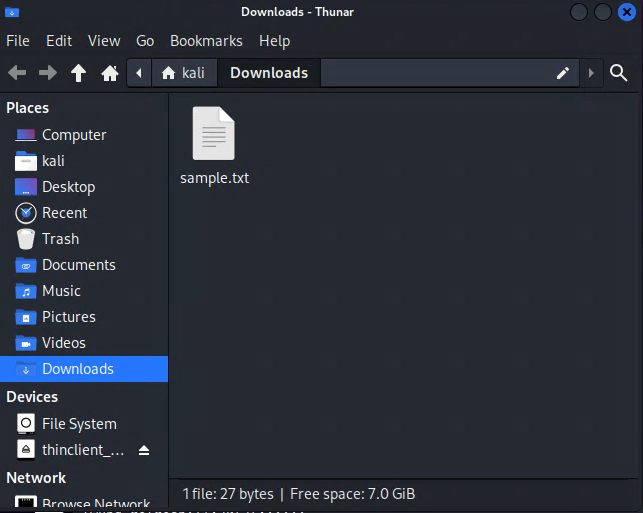 Downloads - Thunar
File Edit View Go Bookmarks Help
kali Downloads
Places
Computer
kali
Desktop
Recent
Trash
Documents
Music
Pictures
Videos
Downloads
Devices
File System
thinclient_...
Network
Browse Network
sample.txt
1 file: 27 bytes | Free space: 7.0 GiB